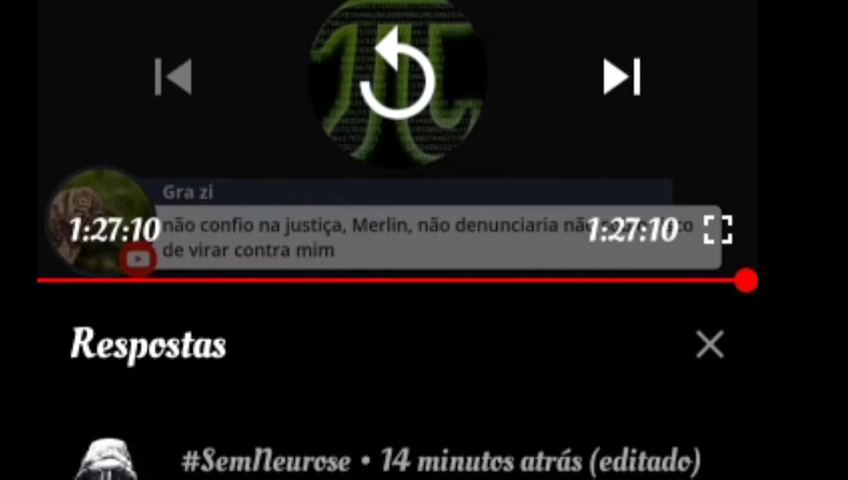 Gra zi
não confio na justiça, Merlin, não denunciaria
de virar contra mim
1:27:10
1:27:10
Respostas
#SemNeurose • 14 minutos atrás (editado)